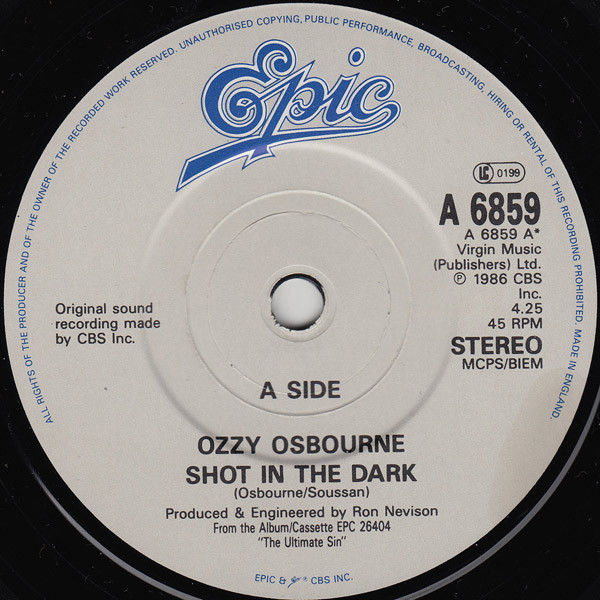 ALL RIGHTS OF THE PRODUCER AND OF THE OWNER OF THE RECORDED WORK RESERVED. UNAUTHORISED COPYING, PUBLIC PERFORMANCE, BROADCASTING, HIRING OR RENTAL OF THIS RECORDING PROHIBITED. MADE IN ENGLAND.
Epic
LC 0199
A 6859
A 6859 A*
Virgin Music
(Publishers) Ltd.
℗ 1986 CBS
Inc.
4.25
45 RPM
STEREO
MCPS/BIEM
Original sound
recording made
by CBS Inc.
A SIDE
OZZY OSBOURNE
SHOT IN THE DARK
(Osbourne/Soussan)
Produced & Engineered by Ron Nevison
From the Album/Cassette EPC 26404
"The Ultimate Sin"
EPIC & Epic ® CBS INC.